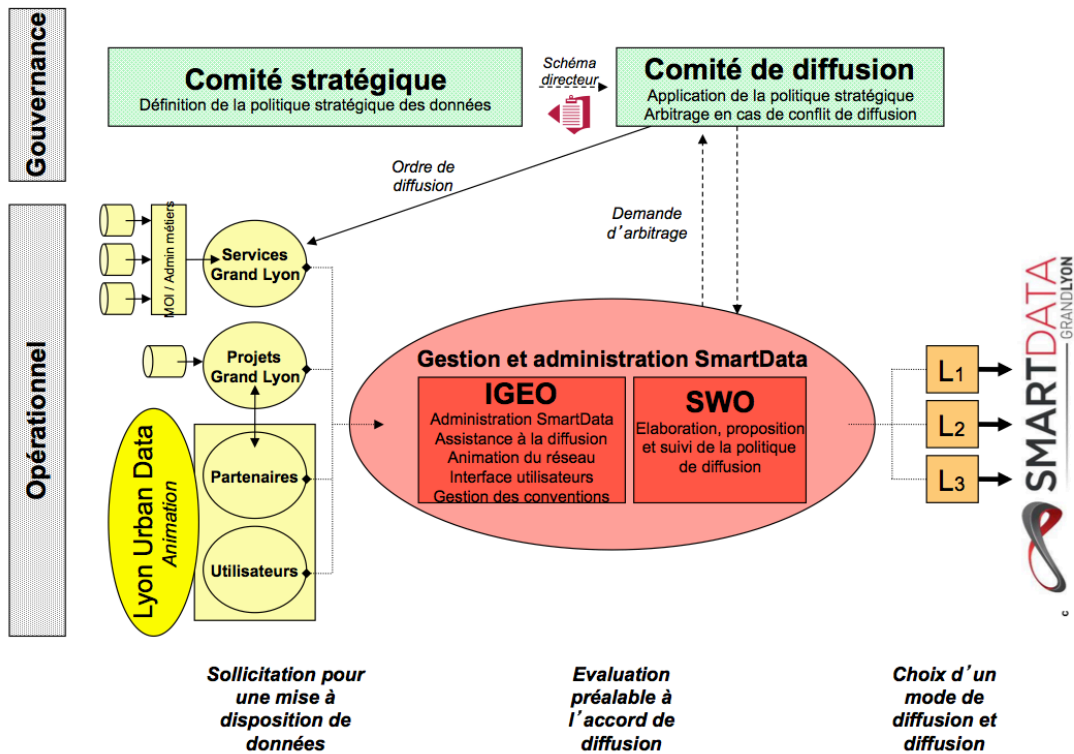 Gouvernance
Comité stratégique
Définition de la politique stratégique des données
Schéma
directeur
Comité de diffusion
Application de la politique stratégique
Arbitrage en cas de conflit de diffusion
Ordre de
diffusion
Demande
d'arbitrage
Opérationnel
MOI / Admin métiers
Services
Grand Lyon
Projets
Grand Lyon
Lyon Urban Data
Animation
Partenaires
Utilisateurs
Gestion et administration SmartData
IGEO
Administration SmartData
Assistance à la diffusion
Animation du réseau
Interface utilisateurs
Gestion des conventions
SWO
Elaboration, proposition
et suivi de la politique
de diffusion
L1
L2
L3
SMARTDATA
GRANDLYON
c
Sollicitation pour
une mise à
disposition de
données
Evaluation
préalable à
l'accord de
diffusion
Choix d'un
mode de
diffusion et
diffusion